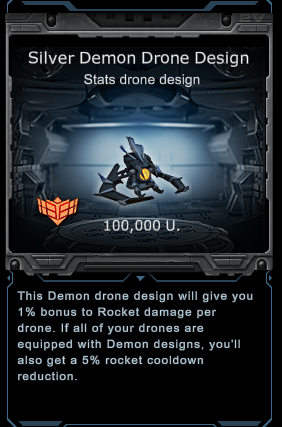 Silver Demon Drone Design
Stats drone design
100,000 U.
This Demon drone design will give you
1% bonus to Rocket damage per
drone. If all of your drones are
equipped with Demon designs, you'll
also get a 5% rocket cooldown
reduction.